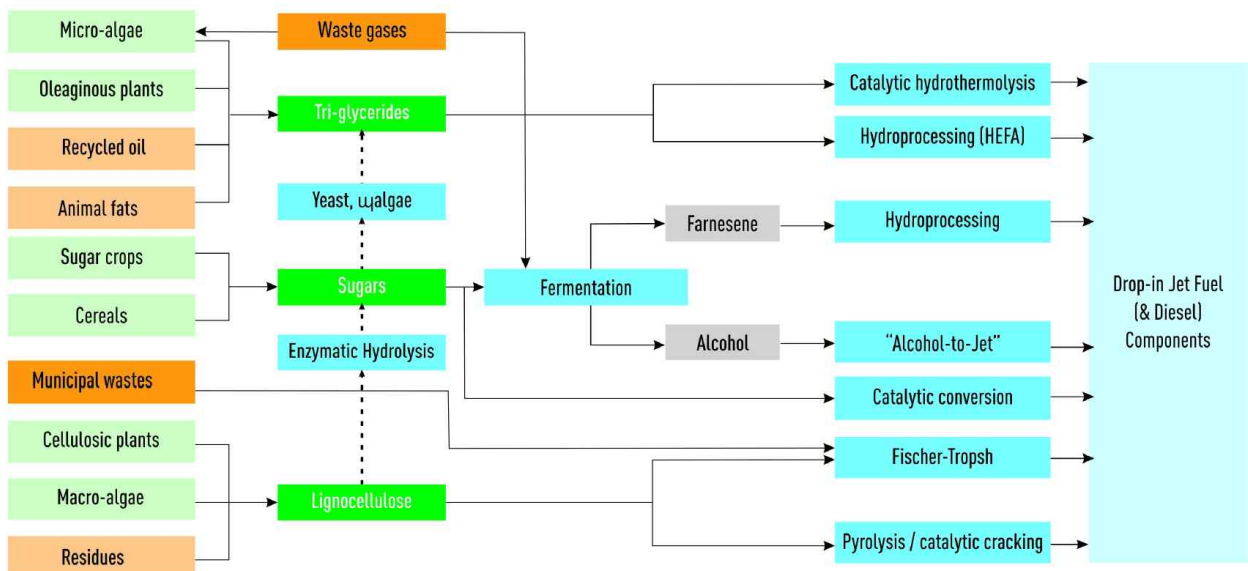 Micro-algae
Waste gases
Oleaginous plants
Catalytic hydrothermolysis
Tri-glycerides
Recycled oil
Hydroprocessing (HEFA)
Yeast, պalgae
Animal fats
Farnesene
Hydroprocessing
Sugar crops
Sugars
Fermentation
Drop-in Jet Fuel
(& Diesel)
Components
Cereals
Enzymatic Hydrolysis
Alcohol
“Alcohol-to-Jet”
Municipal wastes
Catalytic conversion
Cellulosic plants
Fischer-Tropsh
Macro-algae
Lignocellulose
Residues
Pyrolysis / catalytic cracking